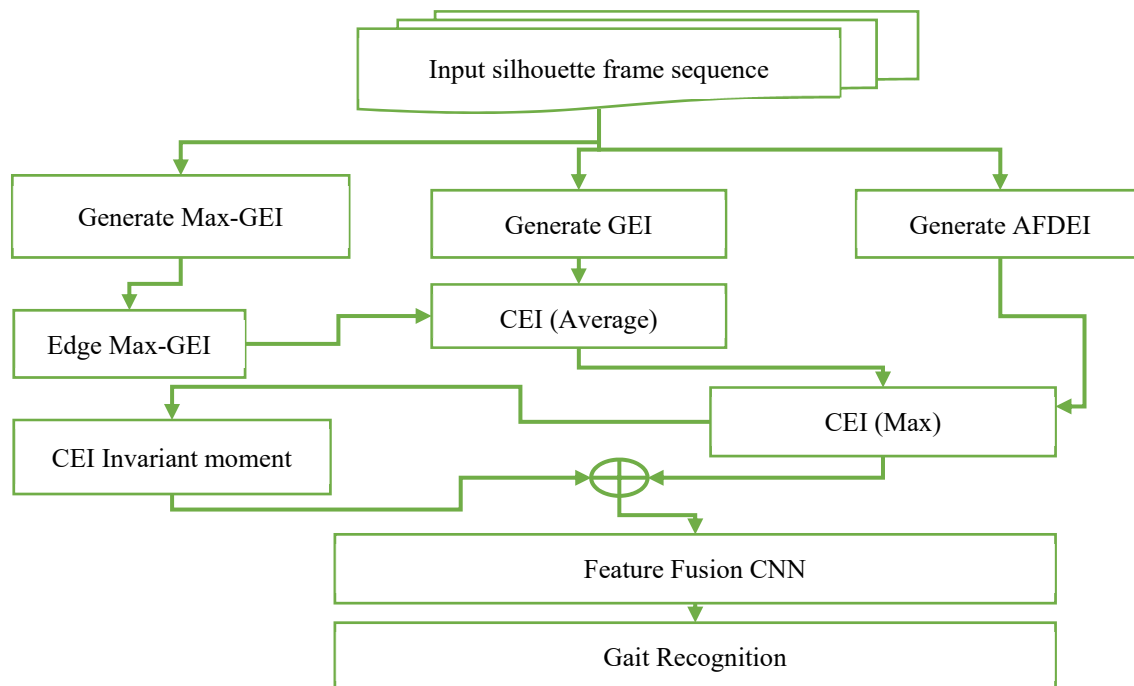 Input silhouette frame sequence
Generate Max-GEI
Generate GEI
Generate AFDEI
CEI (Average)
Edge Max-GEI
CEI (Max)
CEI Invariant moment
Feature Fusion CNN
Gait Recognition